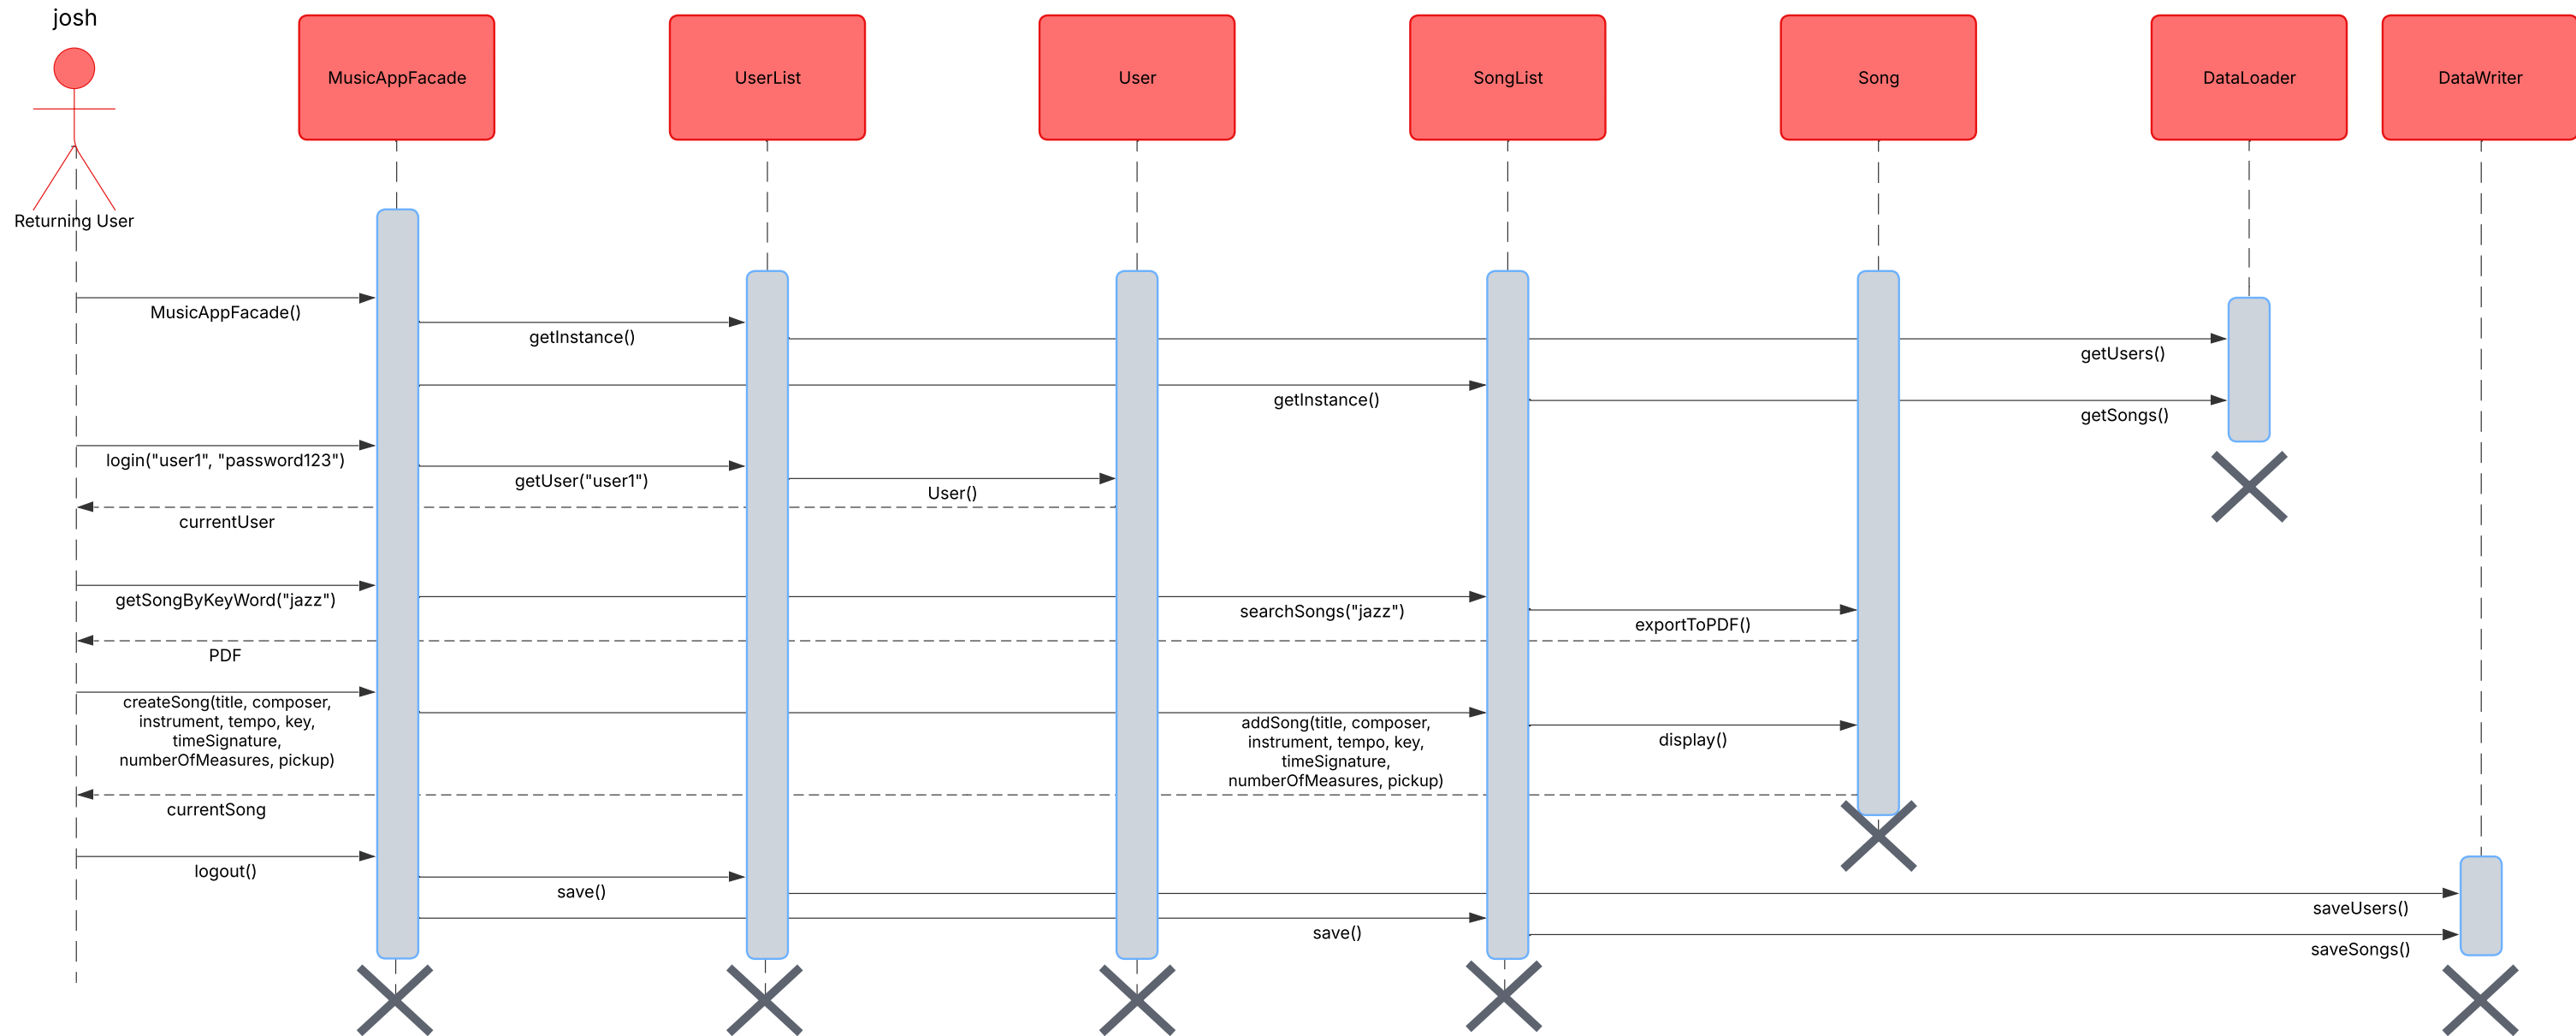 josh
MusicAppFacade
UserList
User
SongList
Song
DataLoader
DataWriter
Returning User
MusicAppFacade()
getInstance()
getUsers()
getInstance()
getSongs()
login("user1", "password123")
getUser("user1")
User()
currentUser
getSongByKeyWord("jazz")
searchSongs("jazz")
exportToPDF()
PDF
createSong(title, composer,
instrument, tempo, key,
timeSignature,
numberOfMeasures, pickup)
addSong(title, composer,
instrument, tempo, key,
timeSignature,
numberOfMeasures, pickup)
display()
currentSong
logout()
save()
saveUsers()
save()
saveSongs()